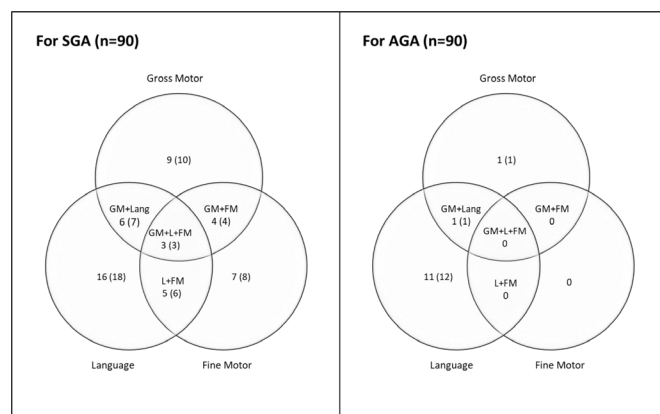 For SGA (n=90)
Gross Motor
9 (10)
GM+Lang
6 (7)
GM+FM
4 (4)
GM+L+FM
3 (3)
16 (18)
L+FM
5 (6)
7 (8)
Language
Fine Motor
For AGA (n=90)
Gross Motor
1 (1)
GM+Lang
1 (1)
GM+FM
0
GM+L+FM
0
11 (12)
L+FM
0
0
Language
Fine Motor